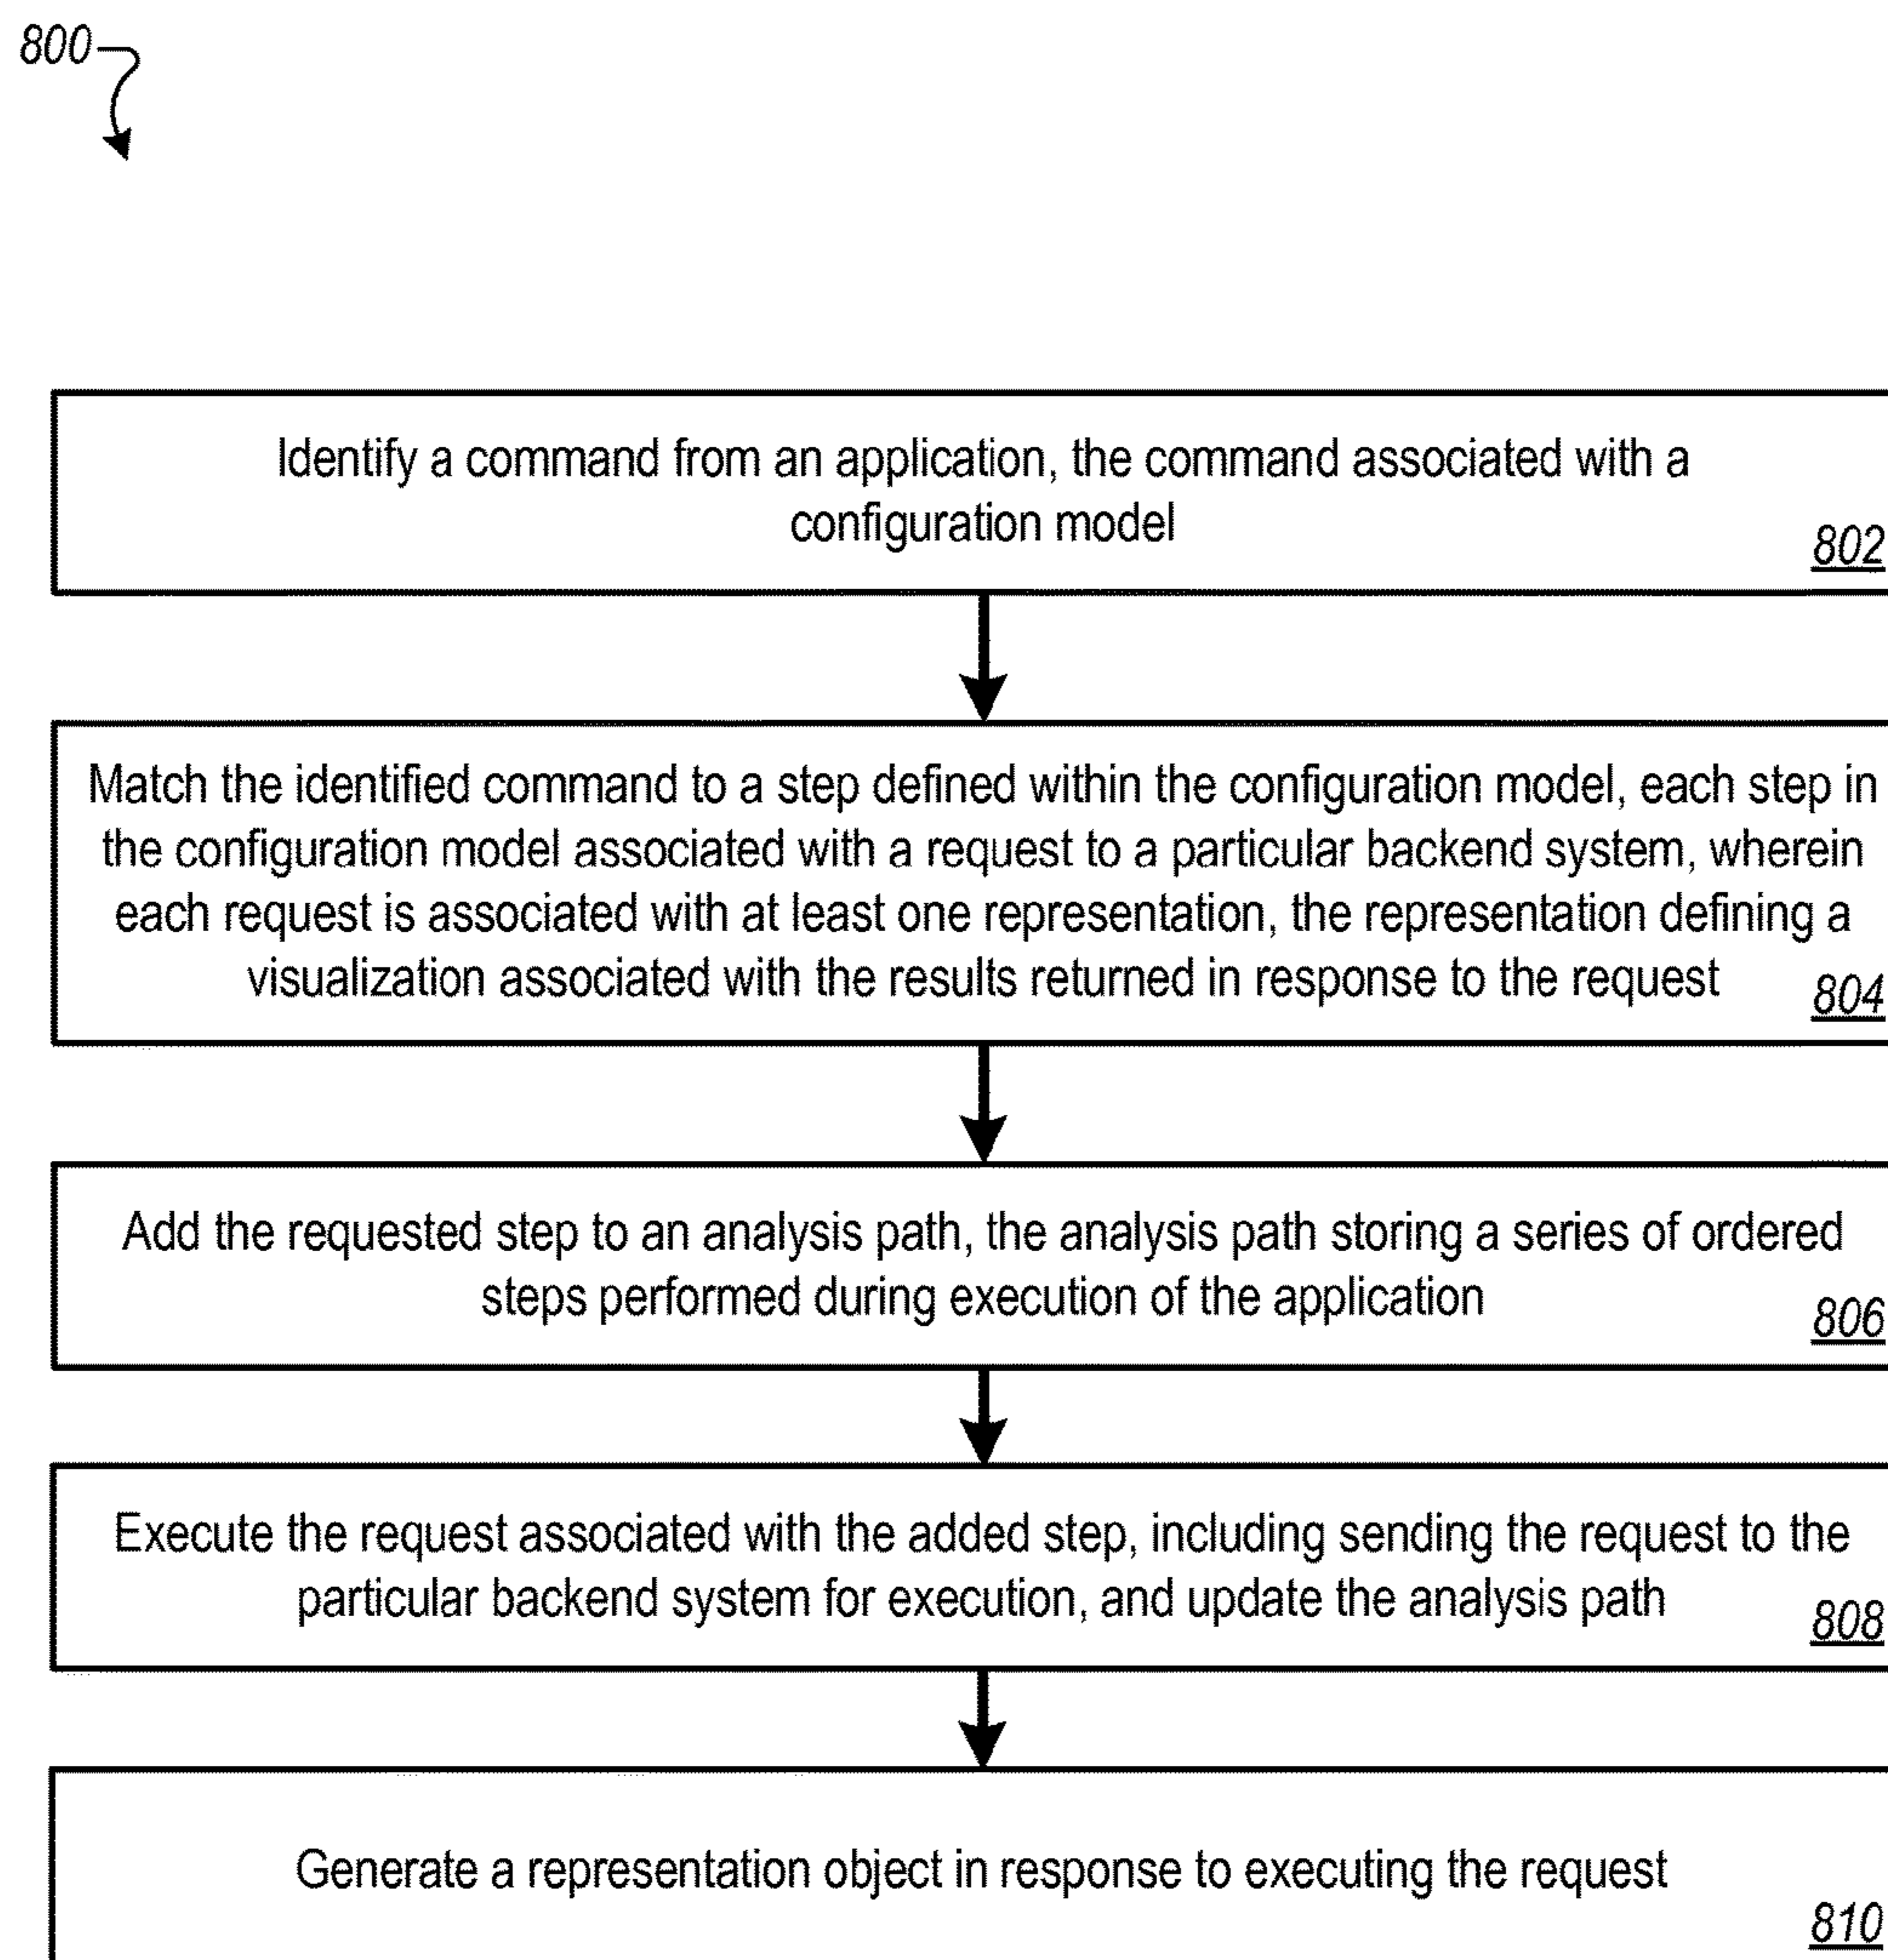 800
Identify a command from an application, the command associated with a
configuration model
802
Match the identified command to a step defined within the configuration model, each step in
the configuration model associated with a request to a particular backend system, wherein
each request is associated with at least one representation, the representation defining a
visualization associated with the results returned in response to the request
804
Add the requested step to an analysis path, the analysis path storing a series of ordered
steps performed during execution of the application
806
Execute the request associated with the added step, including sending the request to the
particular backend system for execution, and update the analysis path
808
Generate a representation object in response to executing the request
810